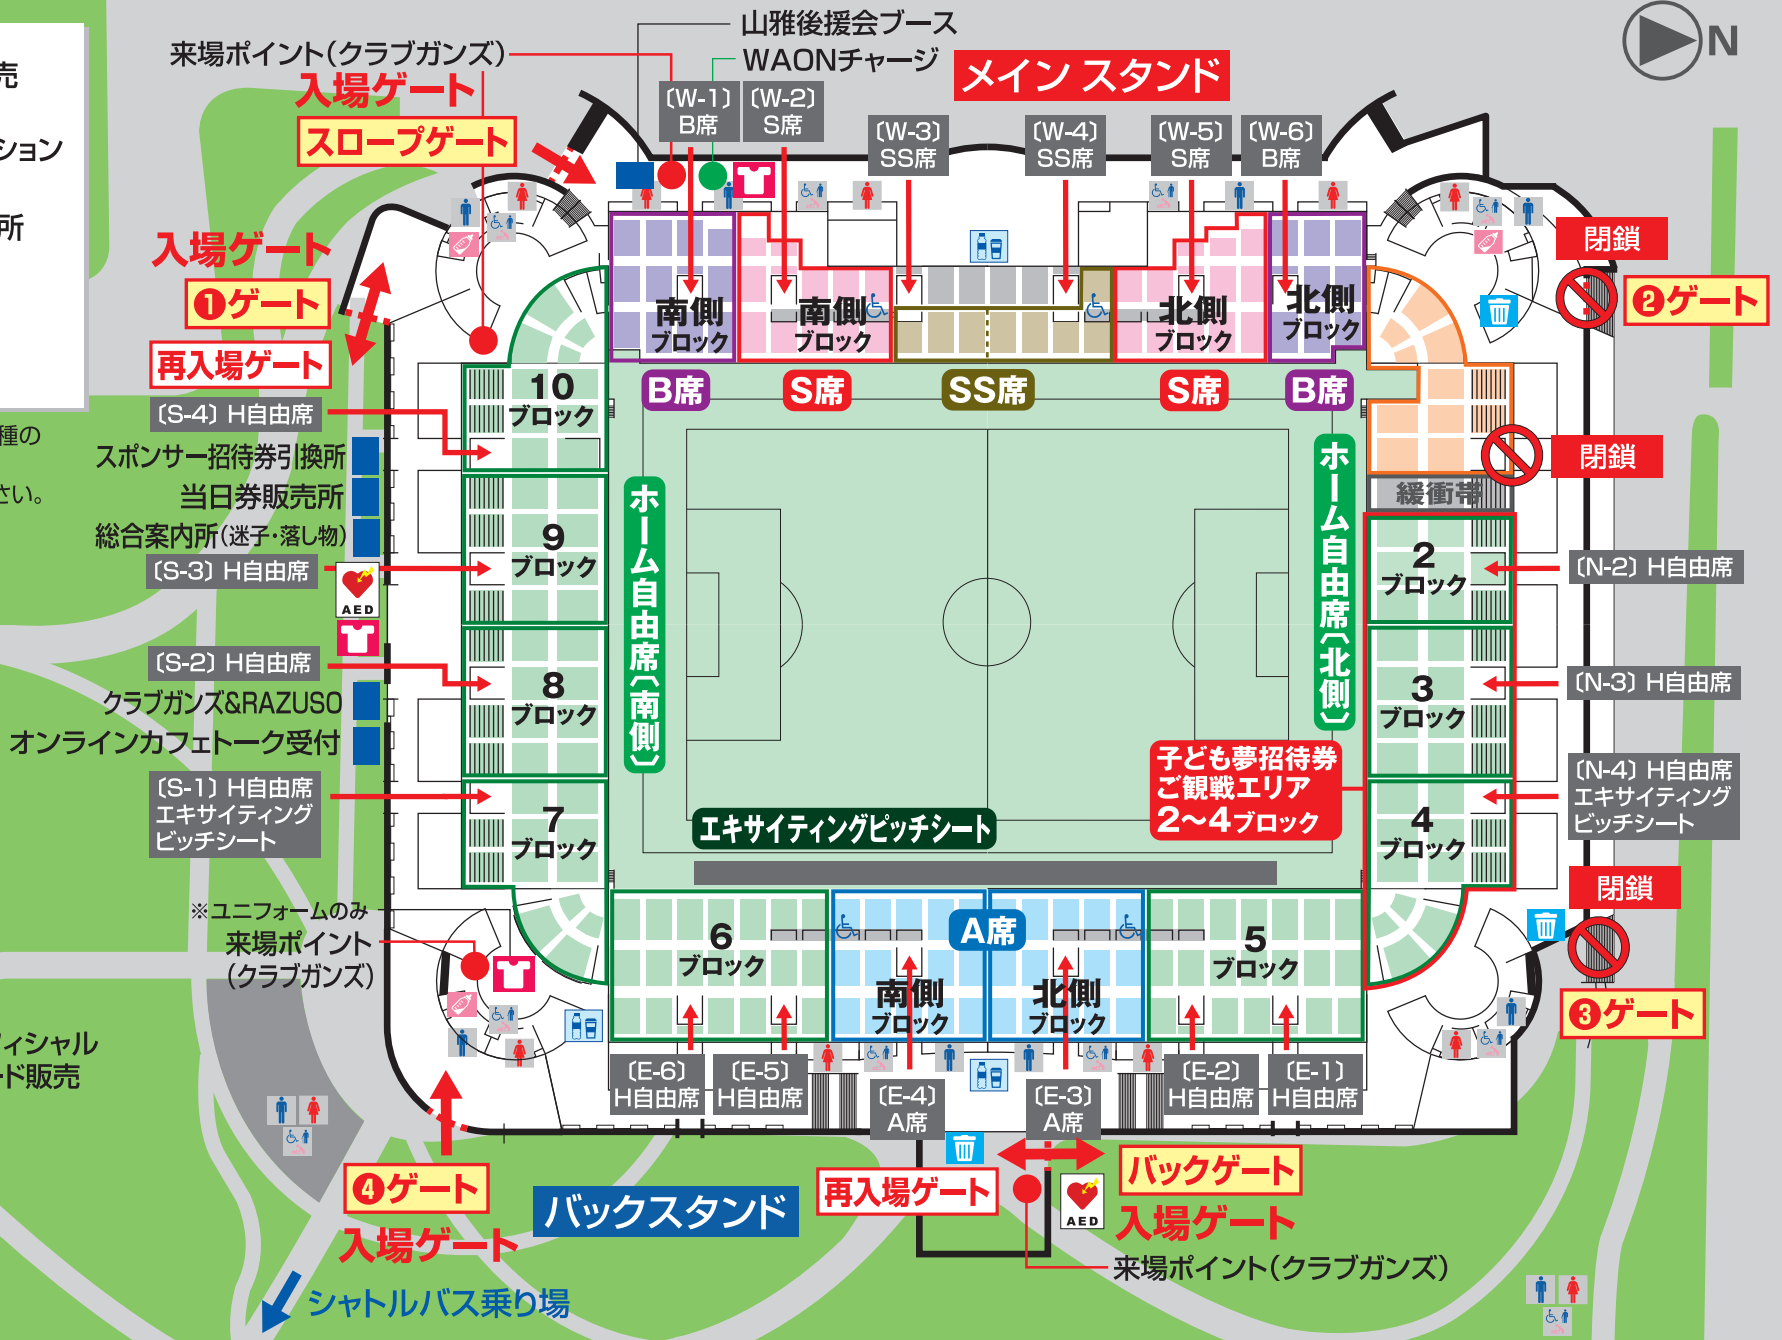 山雅後援会ブース
来場ポイント(クラブガンズ)
WAONチャージ
メイン スタンド
N
売
ション
所
入場ゲート
スロープゲート
〔W-1〕
B席
〔W-2〕
S席
〔W-3〕
SS席
〔W-4〕
SS席
〔W-5〕
S席
〔W-6〕
B席
閉鎖
❷ゲート
入場ゲート
❶ゲート
再入場ゲート
南側
ブロック
南側
ブロック
北側
ブロック
北側
ブロック
B席
S席
SS席
S席
B席
〔S-4〕H自由席
種の
さい。
スポンサー招待券引換所
当日券販売所
総合案内所(迷子・落し物)
〔S-3〕H自由席
AED
〔S-2〕H自由席
クラブガンズ&RAZUSO
オンラインカフェトーク受付
〔S-1〕H自由席
エキサイティング
ピッチシート
10
ブロック
9
ブロック
8
ブロック
7
ブロック
ホーム自由席〔南側〕
ホーム自由席〔北側〕
閉鎖
緩衝帯
2
ブロック
3
ブロック
4
ブロック
〔N-2〕H自由席
〔N-3〕H自由席
〔N-4〕H自由席
エキサイティング
ピッチシート
子ども夢招待券
ご観戦エリア
2〜4ブロック
エキサイティングピッチシート
閉鎖
❸ゲート
※ユニフォームのみ
来場ポイント
(クラブガンズ)
6
ブロック
A席
南側
ブロック
北側
ブロック
5
ブロック
ィシャル
ード販売
〔E-6〕
H自由席
〔E-5〕
H自由席
〔E-4〕
A席
〔E-3〕
A席
〔E-2〕
H自由席
〔E-1〕
H自由席
❹ゲート
入場ゲート
バックスタンド
再入場ゲート
AED
バックゲート
入場ゲート
来場ポイント(クラブガンズ)
シャトルバス乗り場